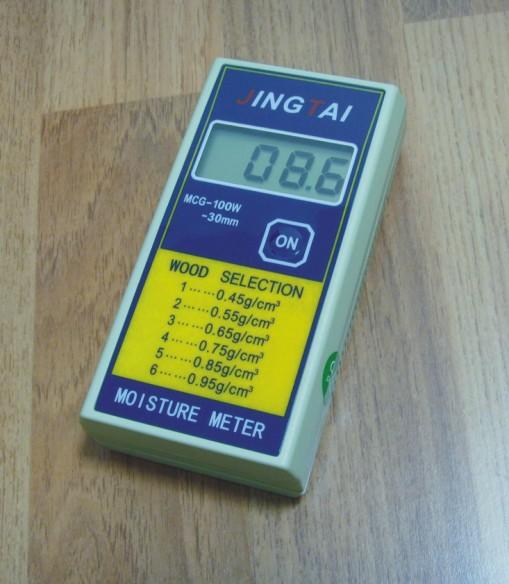 JINGTAI
08.6
MCG-100W
-30mm
ON
WOOD SELECTION
1……0.45g/cm³
2……0.55g/cm³
3……0.65g/cm³
4……0.75g/cm³
5……0.85g/cm³
6……0.95g/cm³
MOISTURE METER